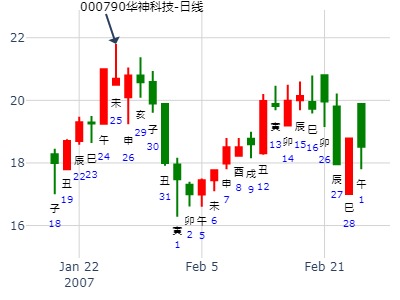 000790华神科技-日线
22
20
18
16
子
18
丑
19
辰
22
巳
23
午
24
未
25
申
26
亥
29
子
30
丑
31
寅
1
卯
2
午
5
未
6
申
7
酉
8
戌
9
丑
12
寅
13
卯
14
辰
15
巳
16
卯
26
辰
27
巳
28
午
1
Jan 22
2007
Feb 5
Feb 21